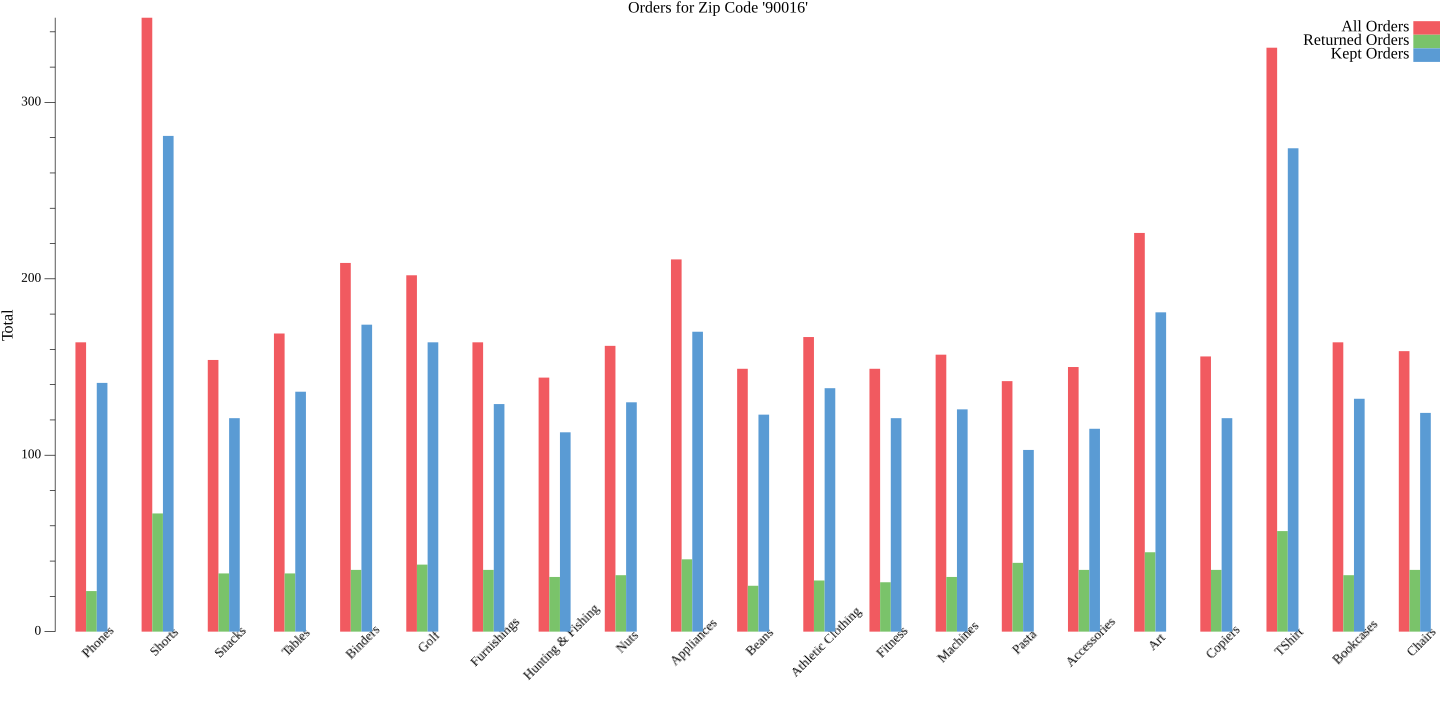 Orders for Zip Code '90016'
All Orders
Returned Orders
Kept Orders
Total
300
200
100
0
Phones
Shorts
Snacks
Tables
Binders
Golf
Furnishings
Hunting & Fishing
Nuts
Appliances
Beans
Athletic Clothing
Fitness
Machines
Pasta
Accessories
Art
Copiers
TShirt
Bookcases
Chairs